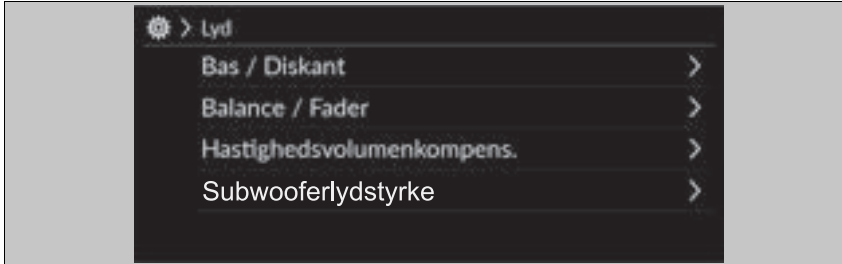 > Lyd
Bas / Diskant >
Balance / Fader >
Hastighedsvolumenkompens. >
Subwooferlydstyrke >